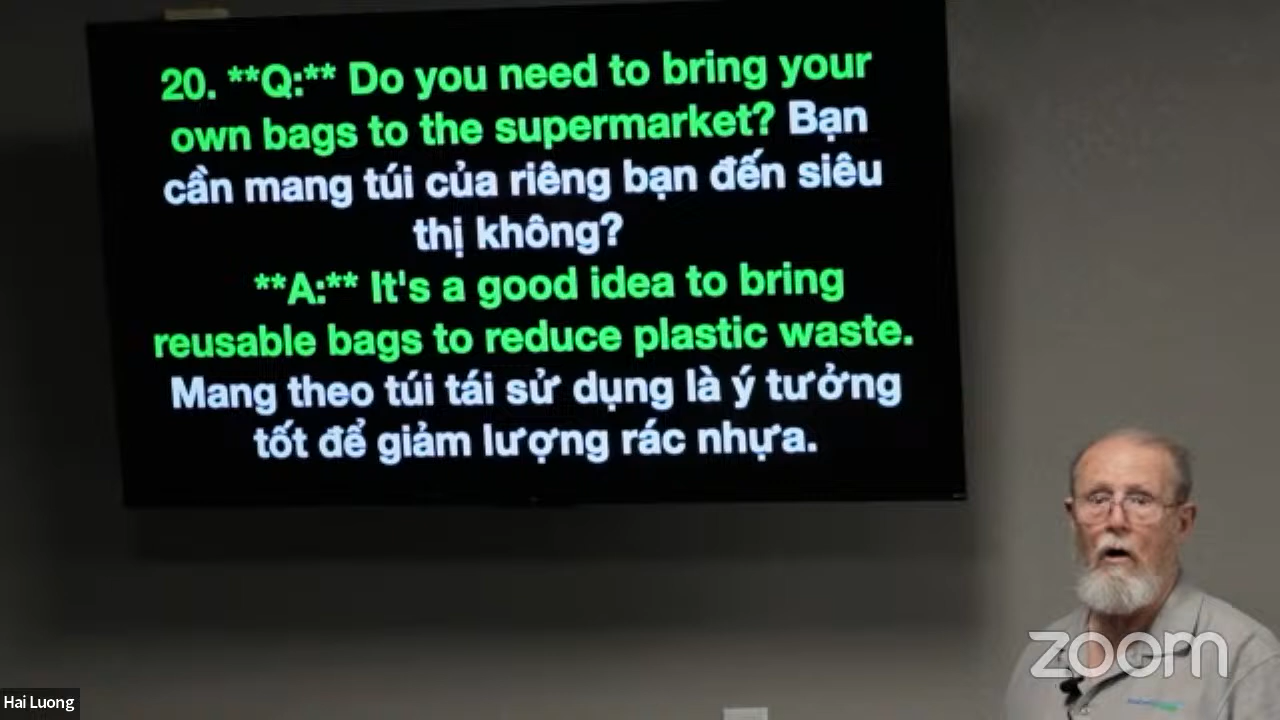 20. **Q:** Do you need to bring your
own bags to the supermarket? Bạn
cần mang túi của riêng bạn đến siêu
thị không?
**A:** It's a good idea to bring
reusable bags to reduce plastic waste.
Mang theo túi tái sử dụng là ý tưởng
tốt để giảm lượng rác nhựa.
zoom
Hai Luong